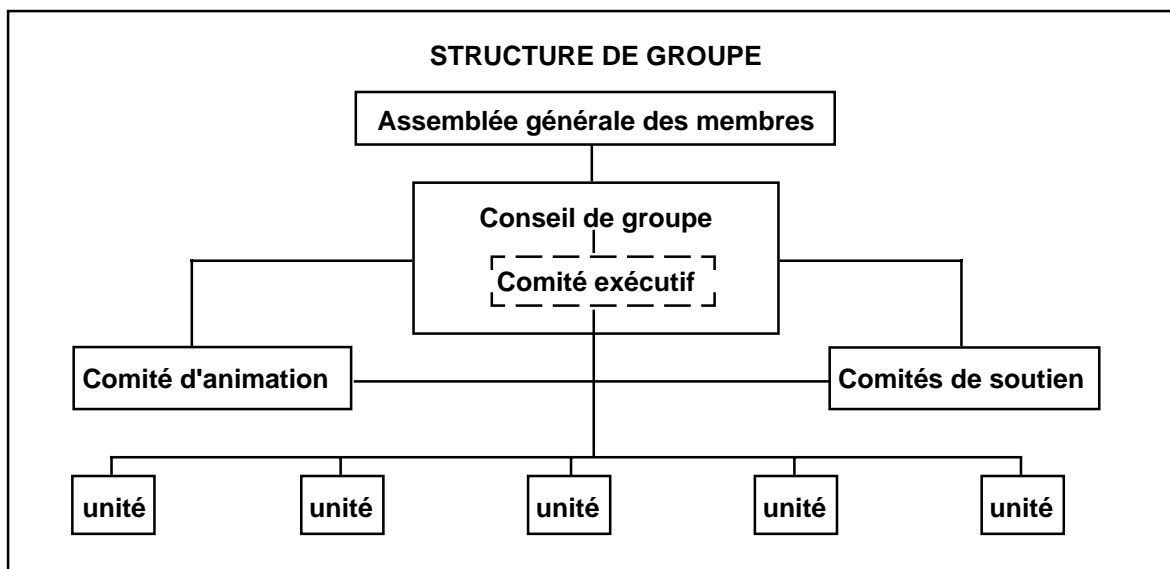 STRUCTURE DE GROUPE
Assemblée générale des membres
Conseil de groupe
Comité exécutif
Comité d'animation
Comités de soutien
unité
unité
unité
unité
unité